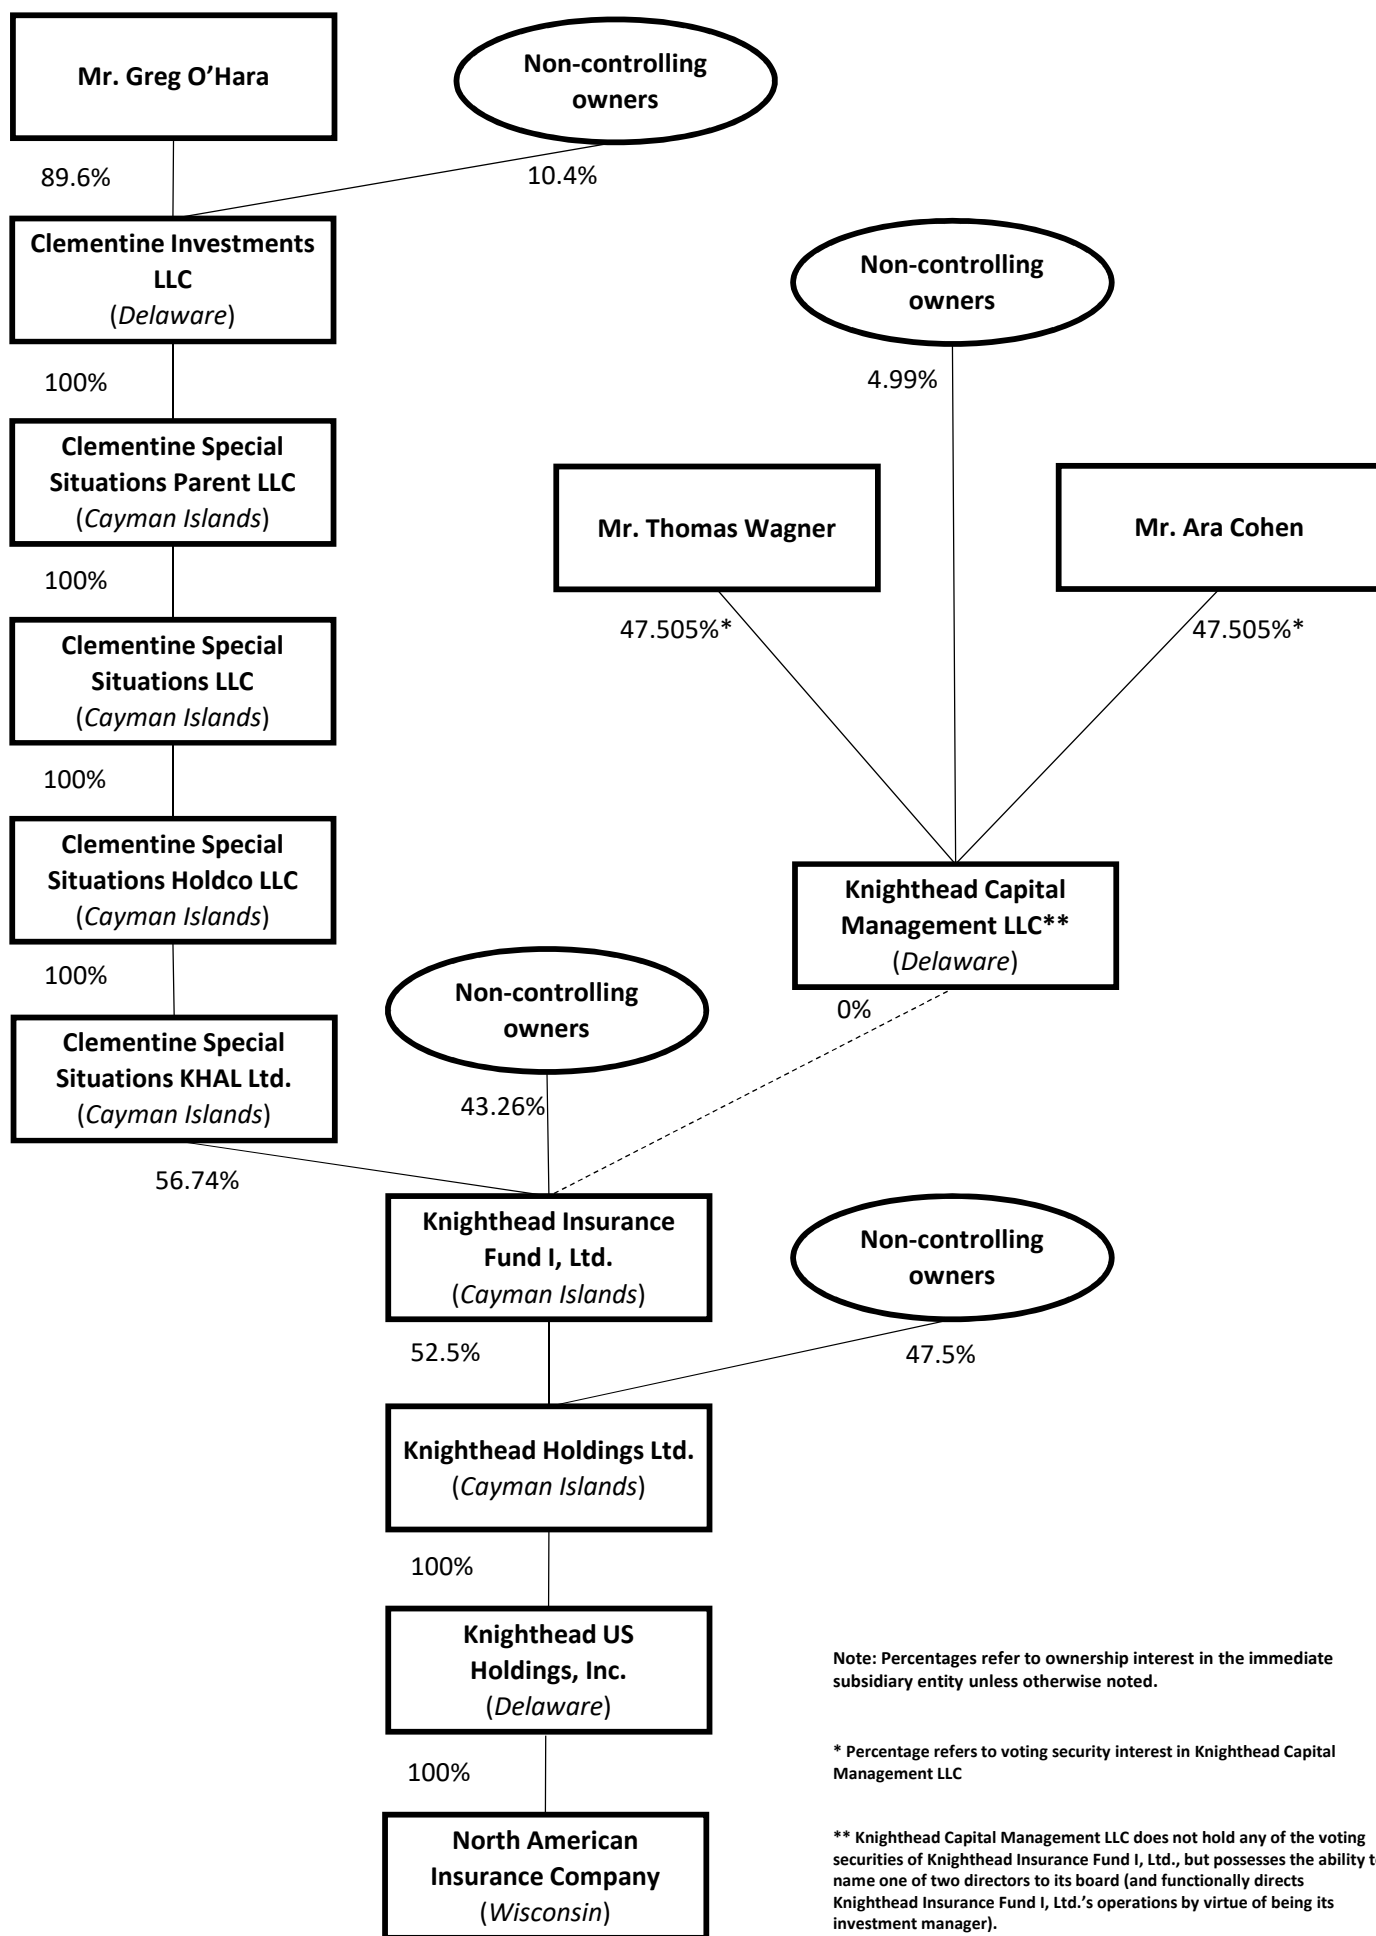 Mr. Greg O’Hara
Non-controlling
owners
89.6%
10.4%
Clementine Investments
LLC
(Delaware)
Non-controlling
owners
100%
4.99%
Clementine Special
Situations Parent LLC
(Cayman Islands)
Mr. Thomas Wagner
Mr. Ara Cohen
100%
47.505%*
47.505%*
Clementine Special
Situations LLC
(Cayman Islands)
100%
Clementine Special
Situations Holdco LLC
(Cayman Islands)
Knighthead Capital
Management LLC**
(Delaware)
100%
Non-controlling
owners
0%
Clementine Special
Situations KHAL Ltd.
(Cayman Islands)
43.26%
56.74%
Knighthead Insurance
Fund I, Ltd.
(Cayman Islands)
Non-controlling
owners
52.5%
47.5%
Knighthead Holdings Ltd.
(Cayman Islands)
100%
Knighthead US
Holdings, Inc.
(Delaware)
Note: Percentages refer to ownership interest in the immediate
subsidiary entity unless otherwise noted.
* Percentage refers to voting security interest in Knighthead Capital
Management LLC
100%
North American
Insurance Company
(Wisconsin)
** Knighthead Capital Management LLC does not hold any of the voting
securities of Knighthead Insurance Fund I, Ltd., but possesses the ability t
name one of two directors to its board (and functionally directs
Knighthead Insurance Fund I, Ltd.’s operations by virtue of being its
investment manager).